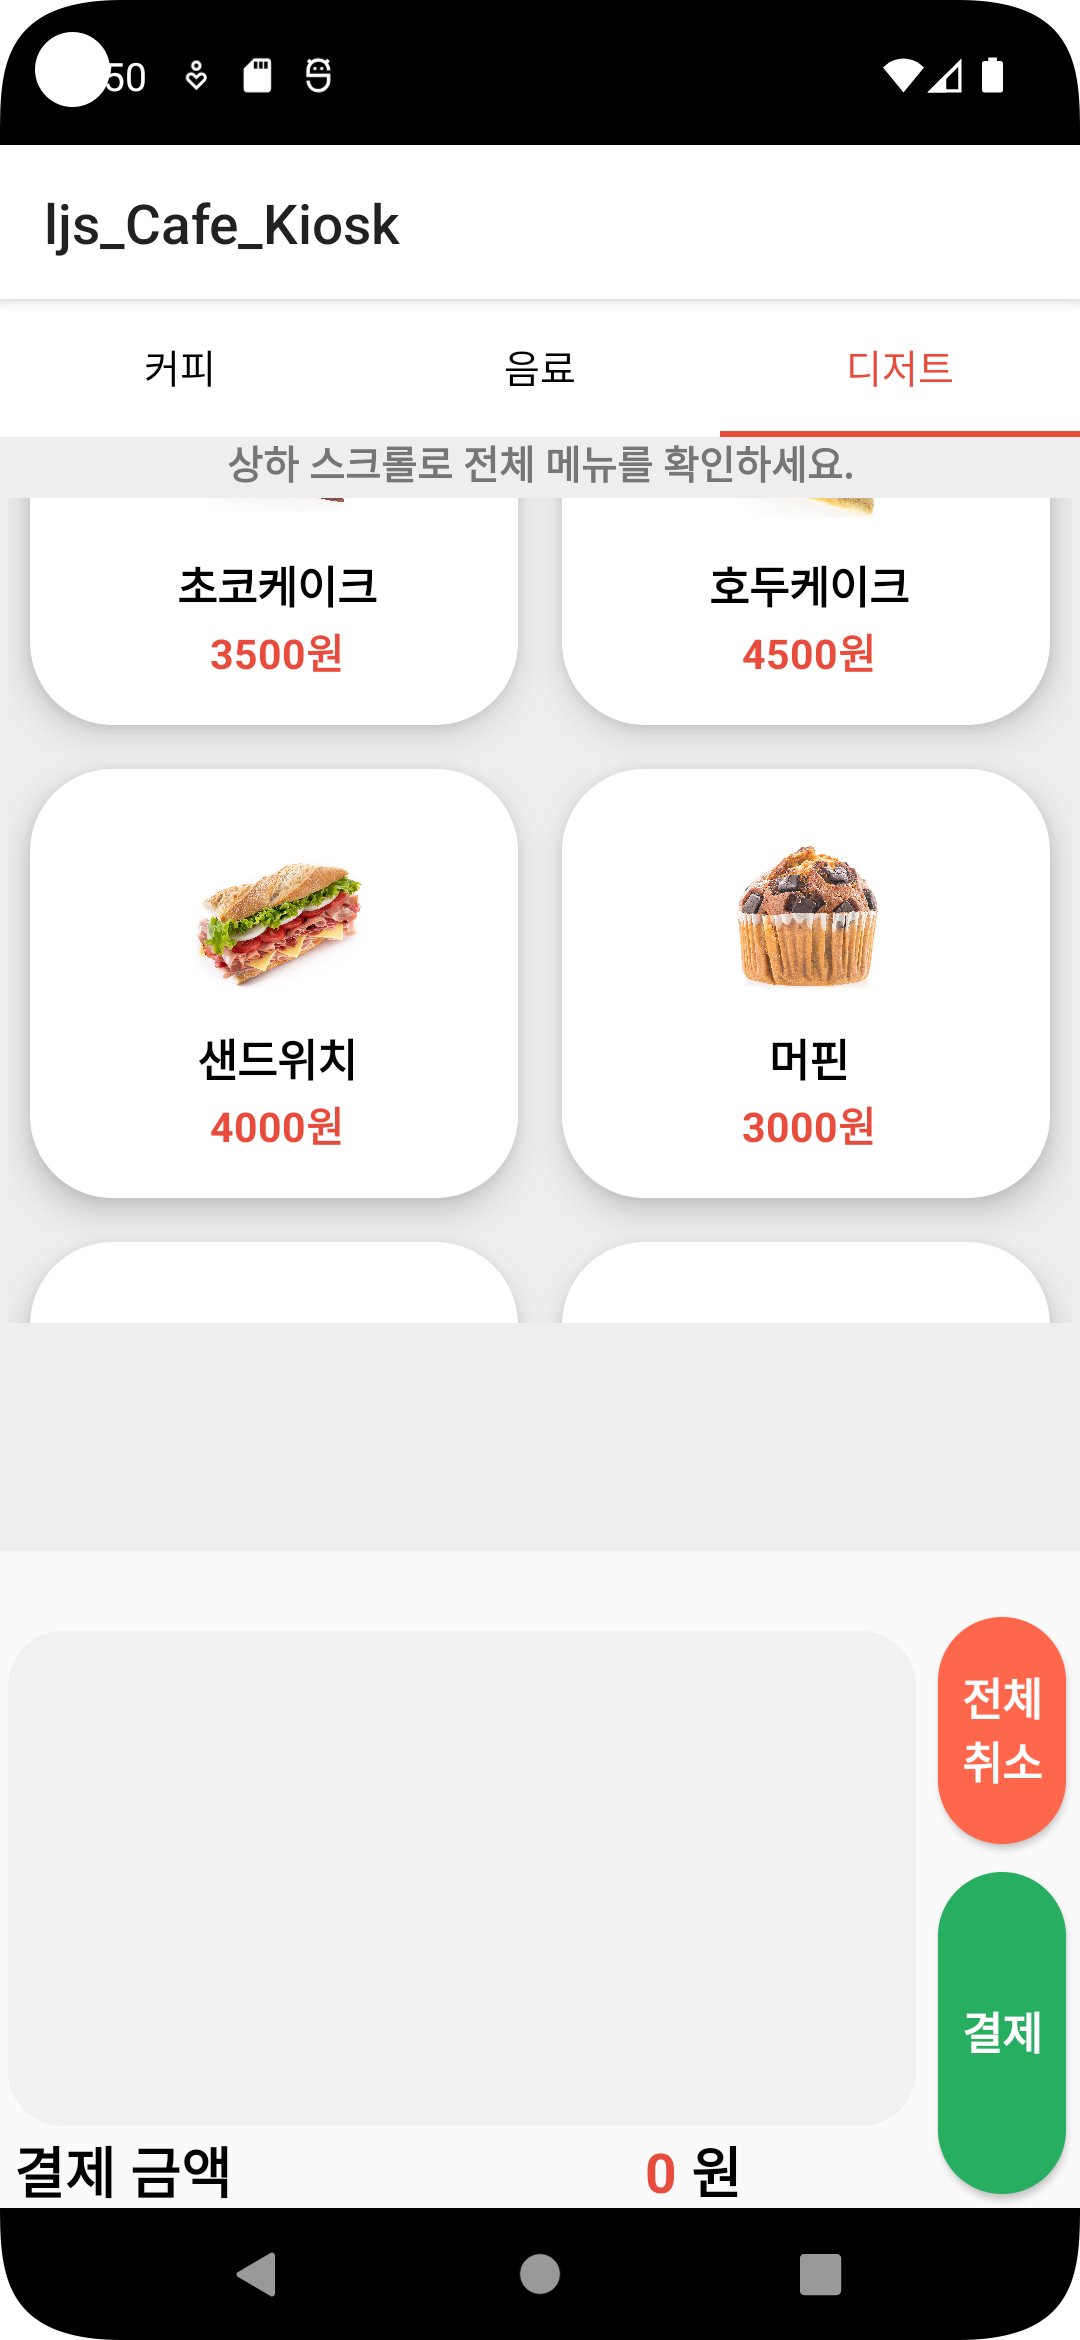 50
ljs_Cafe_Kiosk
커피 음료 디저트
상하 스크롤로 전체 메뉴를 확인하세요.
초코케이크 호두케이크
3500원 4500원
샌드위치 머핀
4000원 3000원
전체
취소
결제
결제 금액 0 원